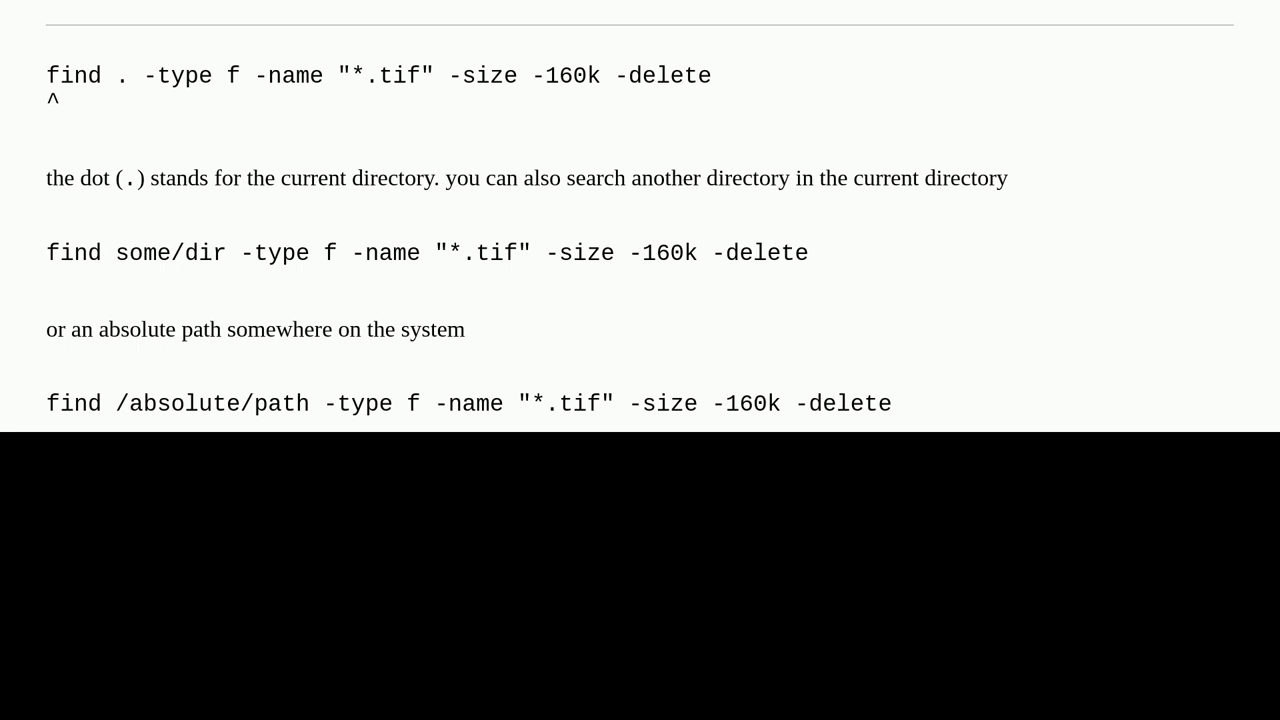 find . -type f -name "*.tif" -size -160k -delete
^
the dot (.) stands for the current directory. you can also search another directory in the current directory
find some/dir -type f -name "*.tif" -size -160k -delete
or an absolute path somewhere on the system
find /absolute/path -type f -name "*.tif" -size -160k -delete